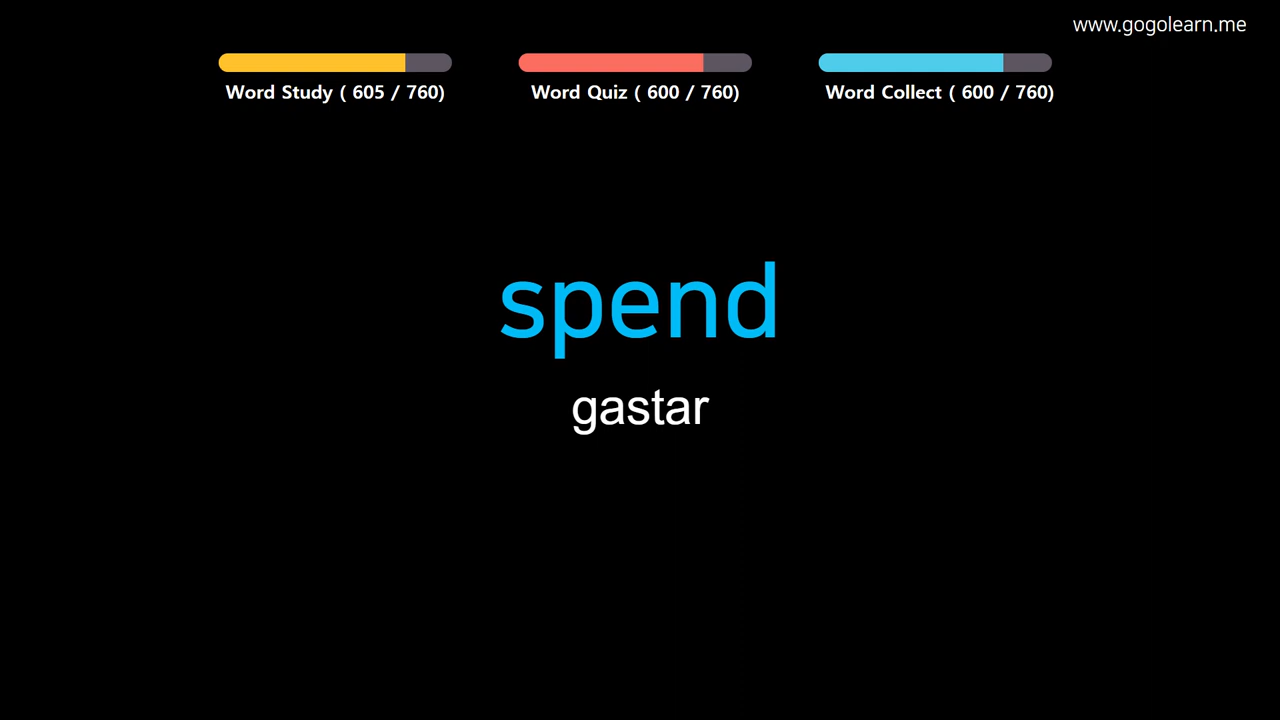 www.gogolearn.me
Word Study ( 605 / 760)
Word Quiz ( 600 / 760)
Word Collect ( 600 / 760)
spend
gastar